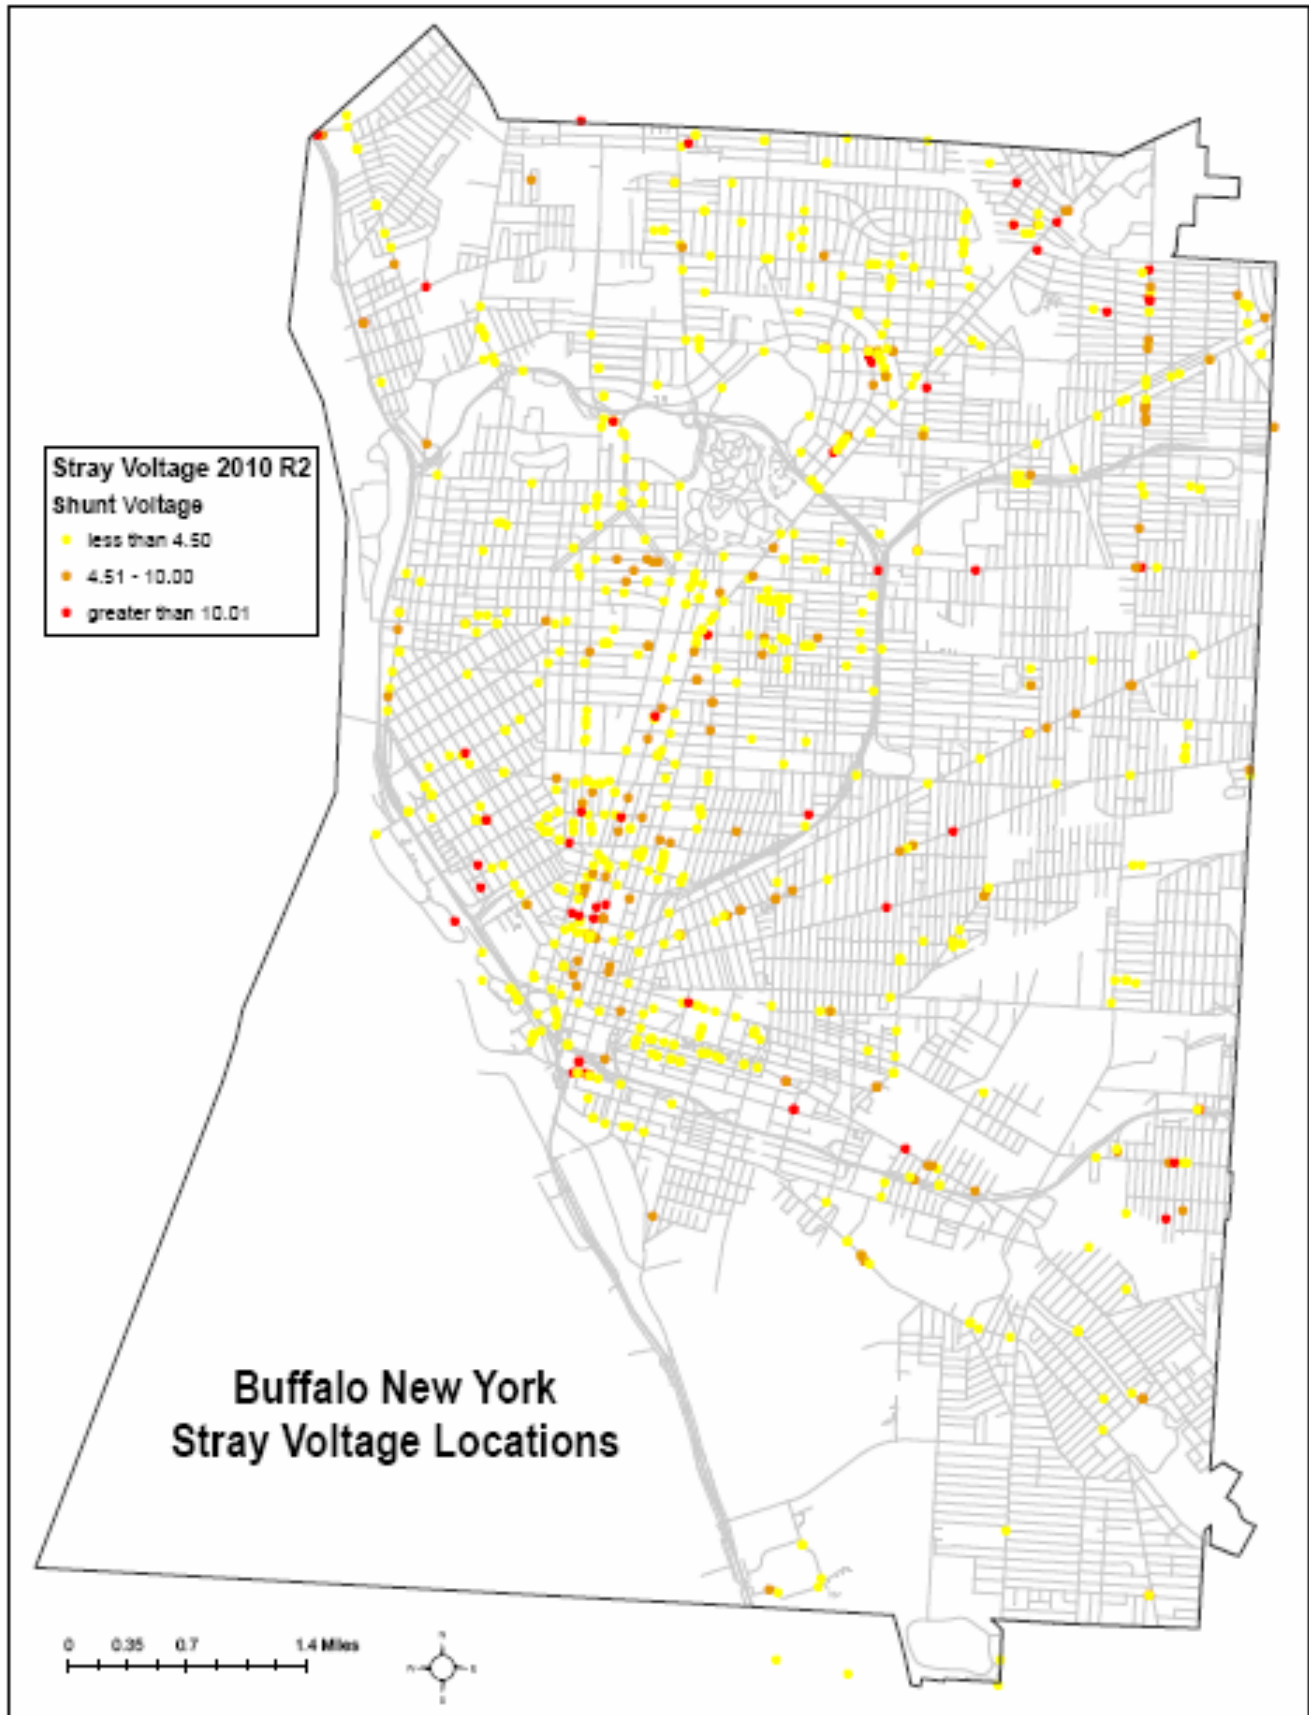 Stray Voltage 2010 R2
Shunt Voltage
less than 4.50
4.51 - 10.00
greater than 10.01
Buffalo New York
Stray Voltage Locations
0 0.35 0.7 1.4 Miles